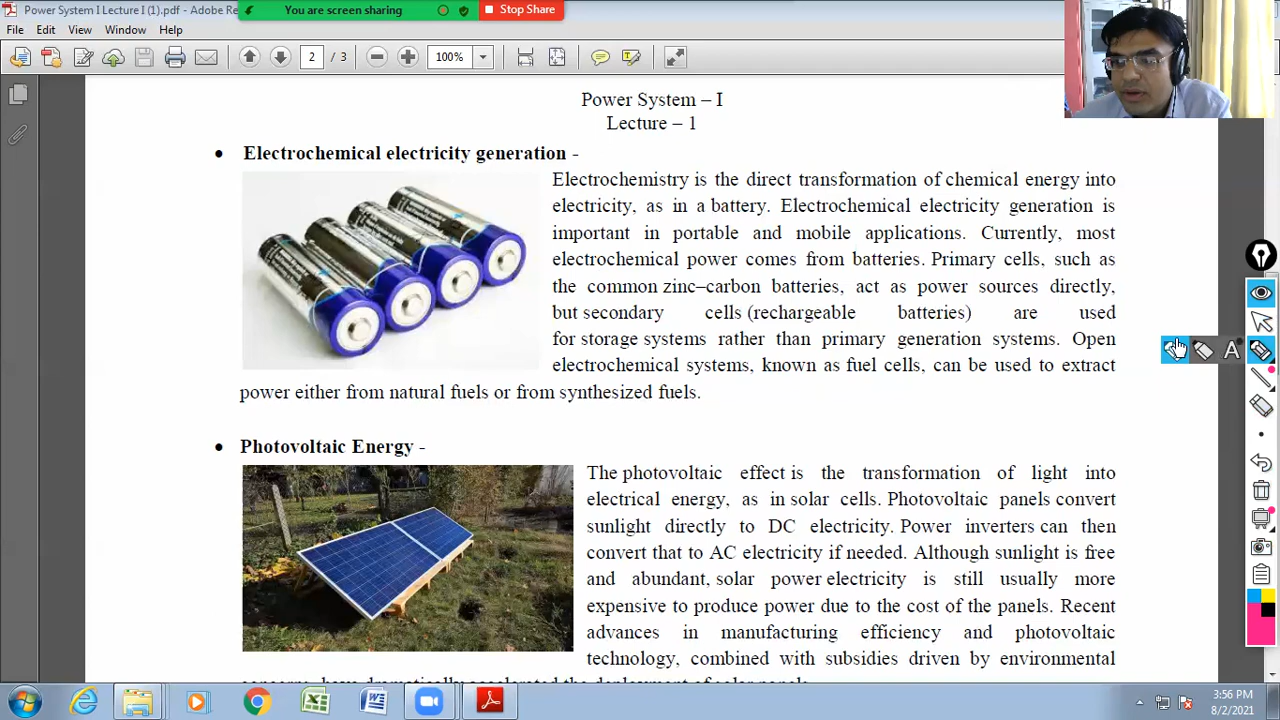 Power System I Lecture I (1).pdf - Adobe Re
You are screen sharing
Stop Share
File Edit View Window Help
2 / 3
100%
Power System – I
Lecture – 1
• Electrochemical electricity generation -
Electrochemistry is the direct transformation of chemical energy into
electricity, as in a battery. Electrochemical electricity generation is
important in portable and mobile applications. Currently, most
electrochemical power comes from batteries. Primary cells, such as
the common zinc–carbon batteries, act as power sources directly,
but secondary cells (rechargeable batteries) are used
for storage systems rather than primary generation systems. Open
electrochemical systems, known as fuel cells, can be used to extract
power either from natural fuels or from synthesized fuels.
• Photovoltaic Energy -
The photovoltaic effect is the transformation of light into
electrical energy, as in solar cells. Photovoltaic panels convert
sunlight directly to DC electricity. Power inverters can then
convert that to AC electricity if needed. Although sunlight is free
and abundant, solar power electricity is still usually more
expensive to produce power due to the cost of the panels. Recent
advances in manufacturing efficiency and photovoltaic
technology, combined with subsidies driven by environmental
concerns, have dramatically accelerated the deployment of solar panels.
A
3:56 PM
8/2/2021